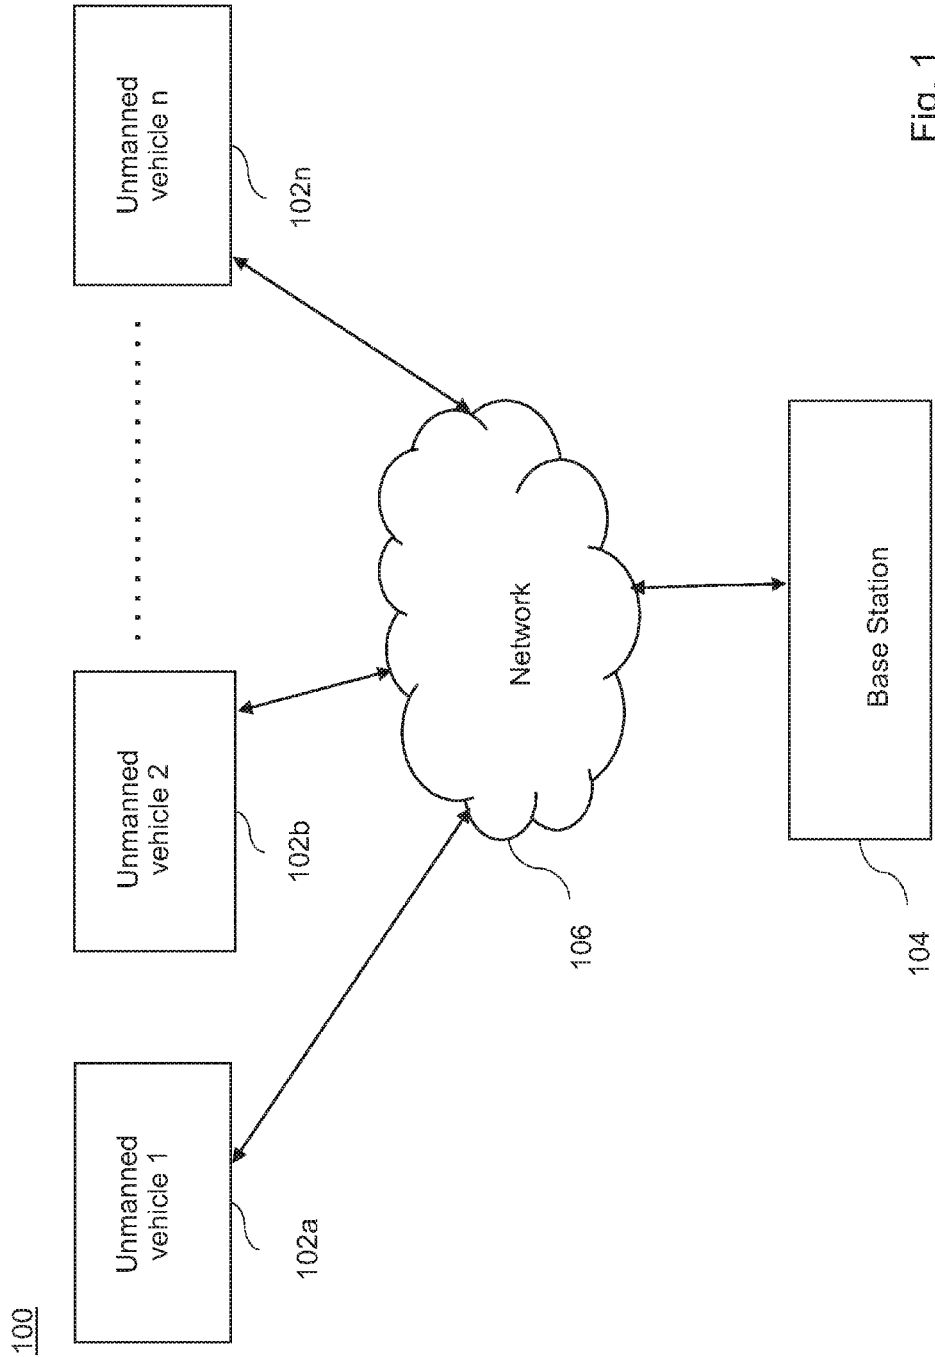 100
Unmanned
vehicle 1
102a
Unmanned
vehicle 2
102b
Unmanned
vehicle n
102n
Network
106
Base Station
104
Fig. 1